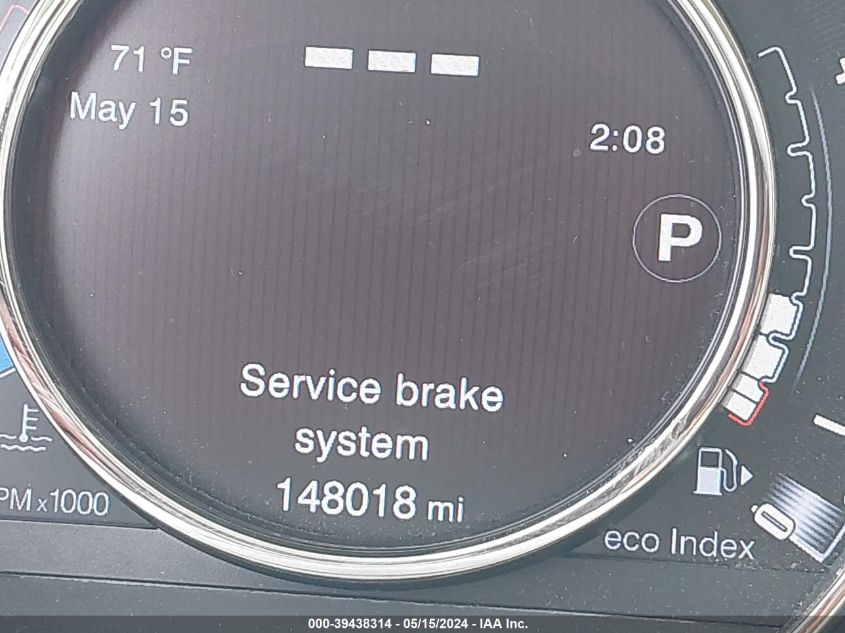 71 °F
May 15
2:08
P
Service brake
system
148018 mi
PM x1000
eco Index
000-39438314 - 05/15/2024 - IAA Inc.